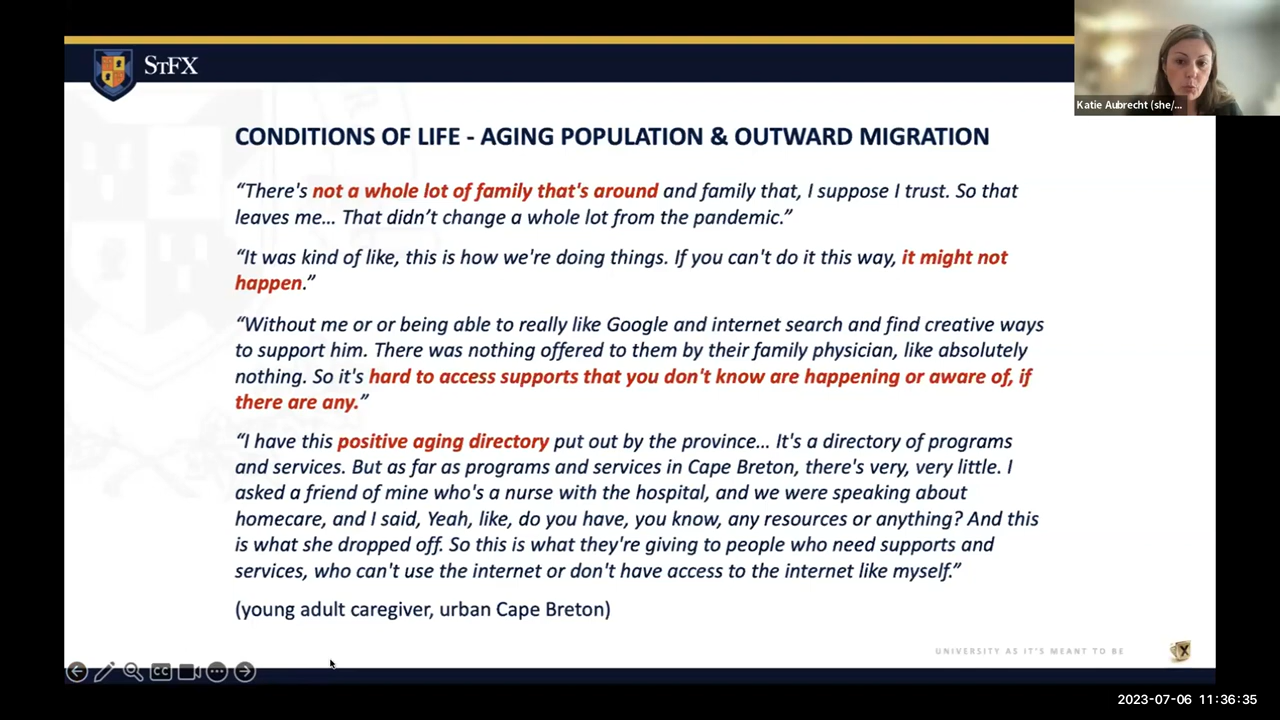 STFX
Katie Aubrecht (she/...
CONDITIONS OF LIFE - AGING POPULATION & OUTWARD MIGRATION
“There's not a whole lot of family that's around and family that, I suppose I trust. So that
leaves me… That didn’t change a whole lot from the pandemic.”
“It was kind of like, this is how we're doing things. If you can't do it this way, it might not
happen.”
“Without me or or being able to really like Google and internet search and find creative ways
to support him. There was nothing offered to them by their family physician, like absolutely
nothing. So it's hard to access supports that you don't know are happening or aware of, if
there are any.”
“I have this positive aging directory put out by the province… It's a directory of programs
and services. But as far as programs and services in Cape Breton, there's very, very little. I
asked a friend of mine who's a nurse with the hospital, and we were speaking about
homecare, and I said, Yeah, like, do you have, you know, any resources or anything? And this
is what she dropped off. So this is what they're giving to people who need supports and
services, who can't use the internet or don't have access to the internet like myself.”
(young adult caregiver, urban Cape Breton)
UNIVERSITY AS IT'S MEANT TO BE
X
CC
2023-07-06 11:36:35